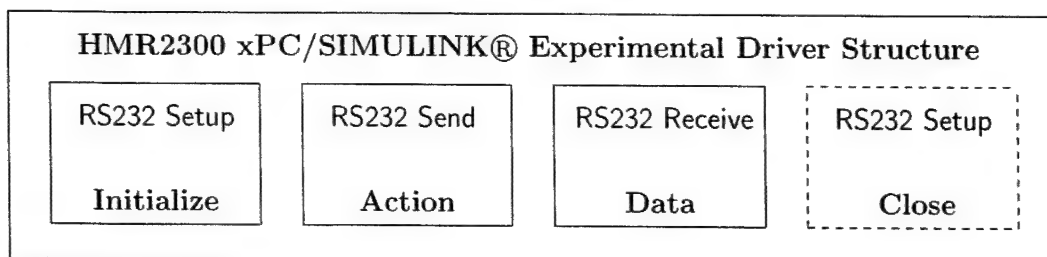 HMR2300 xPC/SIMULINK® Experimental Driver Structure
RS232 Setup RS232 Send RS232 Receive RS232 Setup
Initialize Action Data Close